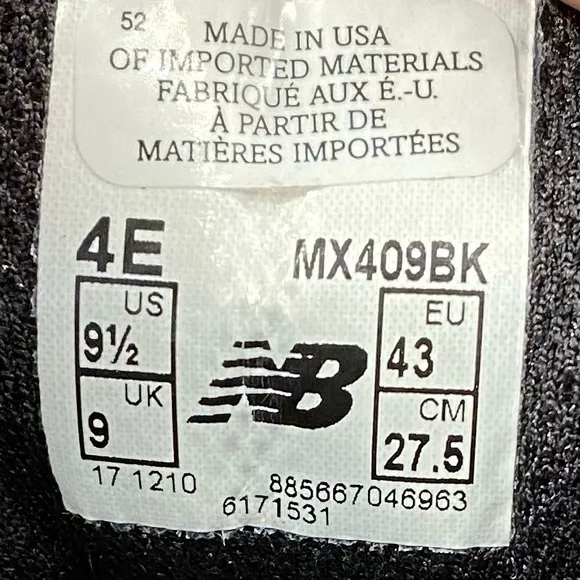 52
MADE IN USA
OF IMPORTED MATERIALS
FABRIQUÉ AUX É.-U.
À PARTIR DE
MATIÈRES IMPORTÉES
4E
MX409BK
US
9½
UK
9
NB
EU
43
CM
27.5
17 1210
885667046963
6171531